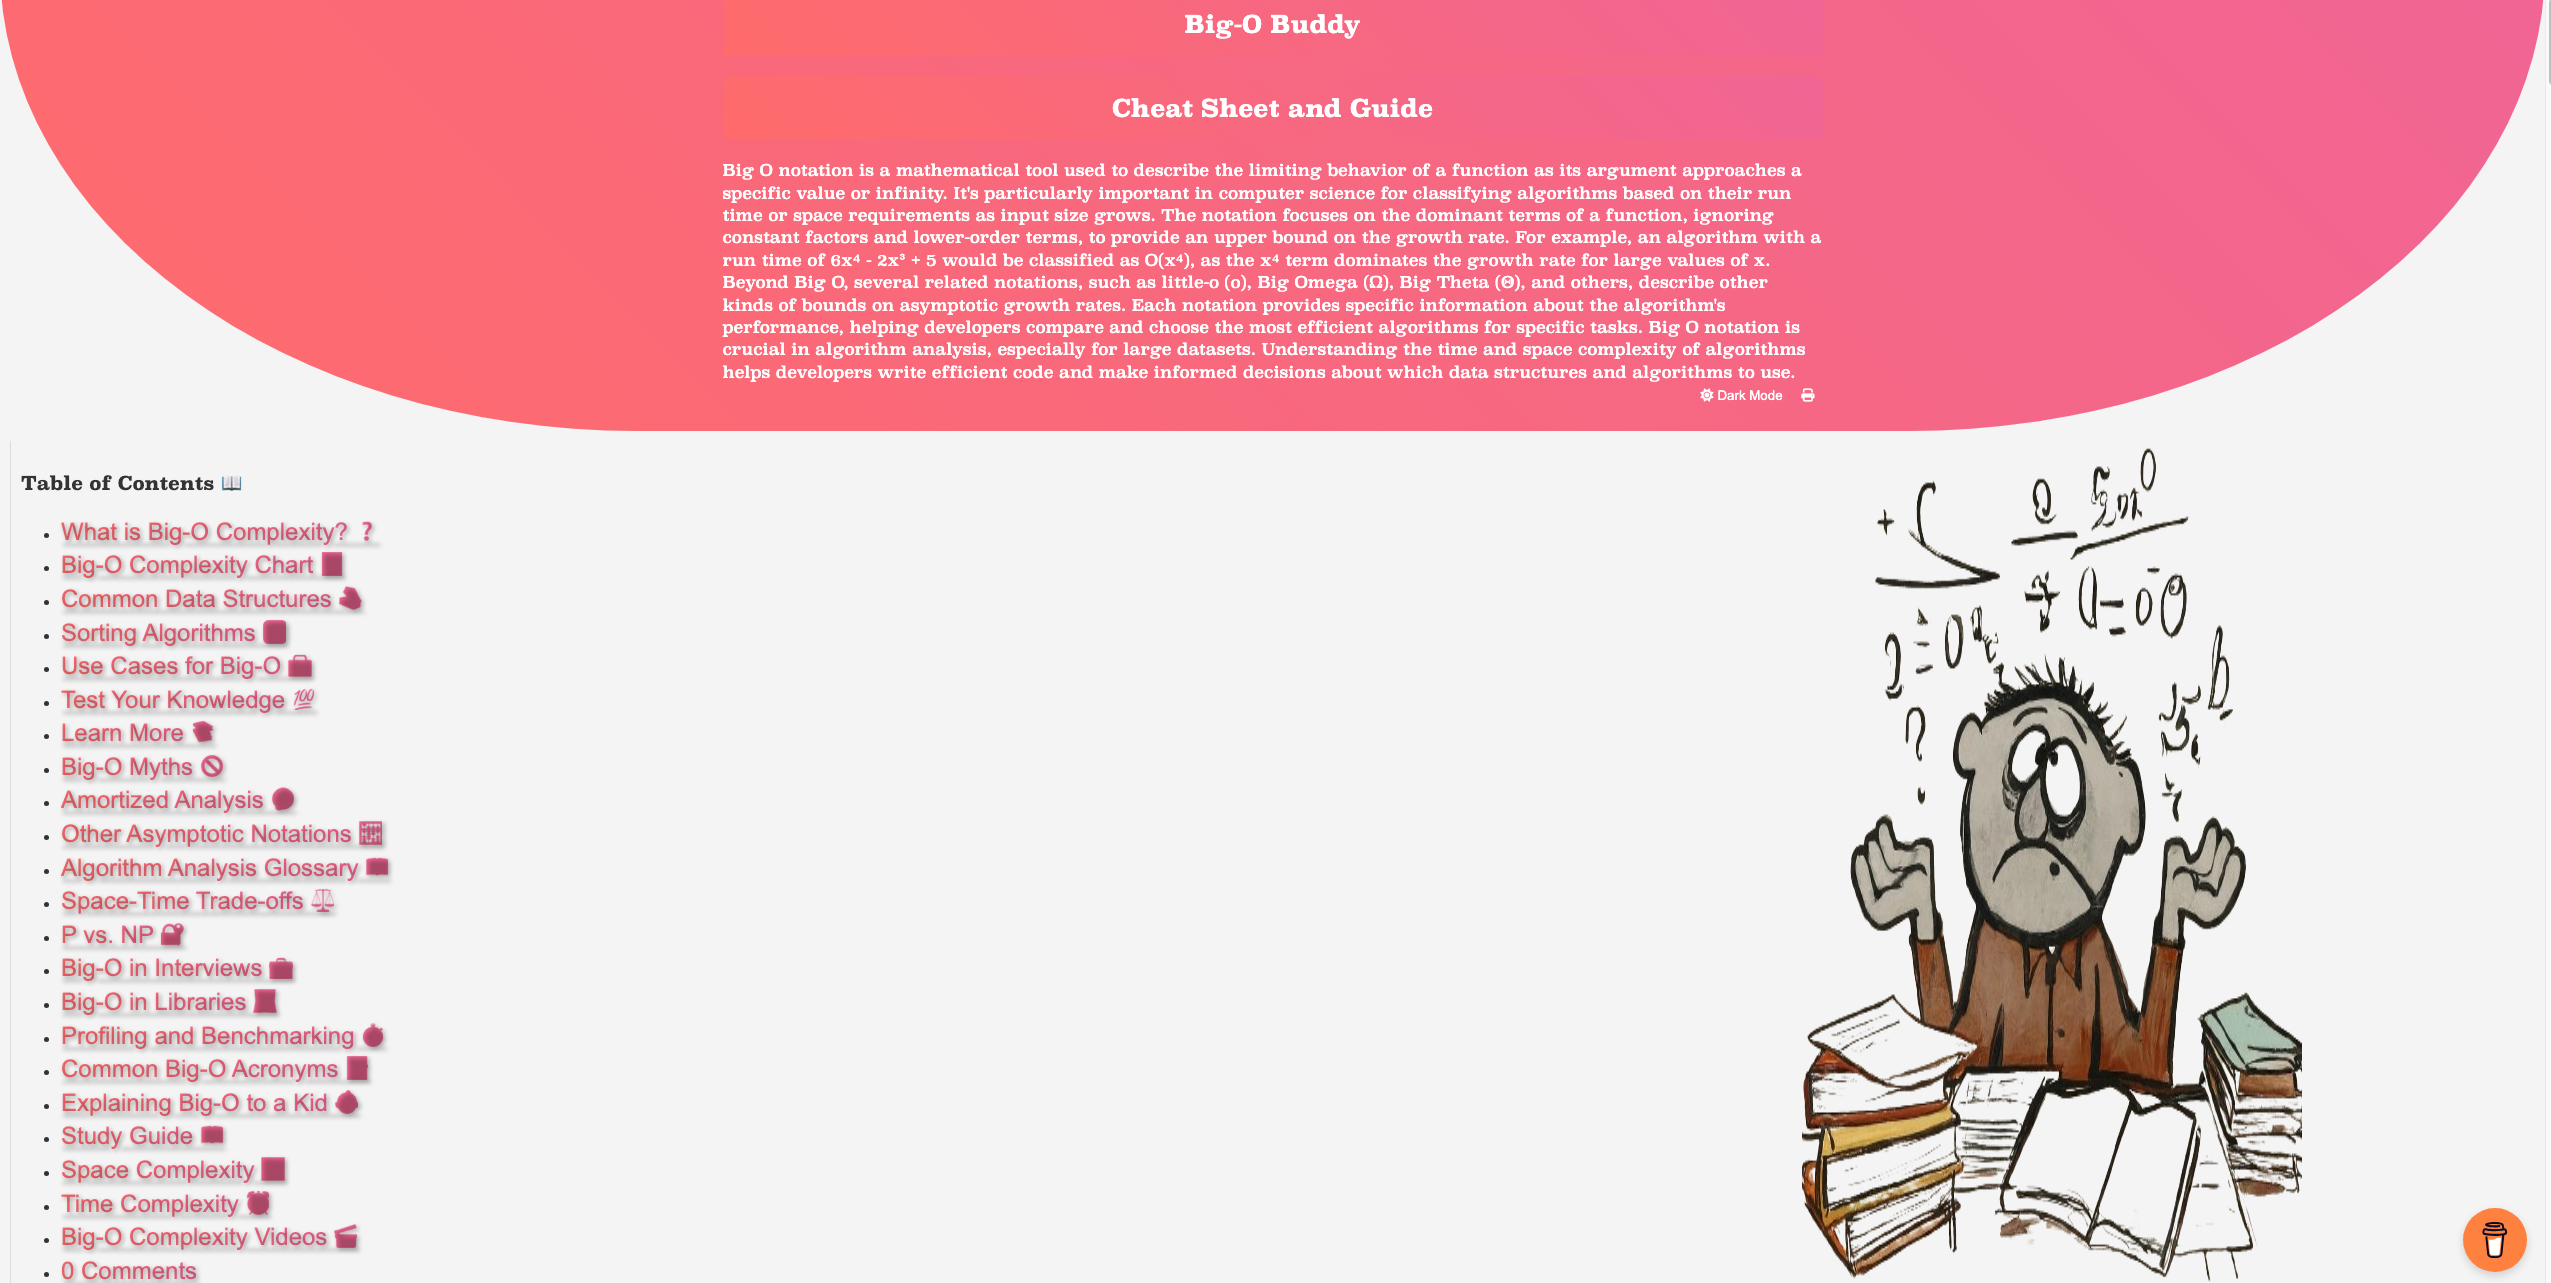 Big-O Buddy
Cheat Sheet and Guide
Big O notation is a mathematical tool used to describe the limiting behavior of a function as its argument approaches a
specific value or infinity. It's particularly important in computer science for classifying algorithms based on their run
time or space requirements as input size grows. The notation focuses on the dominant terms of a function, ignoring
constant factors and lower-order terms, to provide an upper bound on the growth rate. For example, an algorithm with a
run time of 6x⁴ - 2x³ + 5 would be classified as O(x⁴), as the x⁴ term dominates the growth rate for large values of x.
Beyond Big O, several related notations, such as little-o (o), Big Omega (Ω), Big Theta (Θ), and others, describe other
kinds of bounds on asymptotic growth rates. Each notation provides specific information about the algorithm's
performance, helping developers compare and choose the most efficient algorithms for specific tasks. Big O notation is
crucial in algorithm analysis, especially for large datasets. Understanding the time and space complexity of algorithms
helps developers write efficient code and make informed decisions about which data structures and algorithms to use.
Dark Mode
Table of Contents 📖
What is Big-O Complexity? ❓
Big-O Complexity Chart
Common Data Structures
Sorting Algorithms
Use Cases for Big-O
Test Your Knowledge 💯
Learn More
Big-O Myths
Amortized Analysis
Other Asymptotic Notations
Algorithm Analysis Glossary
Space-Time Trade-offs
P vs. NP
Big-O in Interviews
Big-O in Libraries
Profiling and Benchmarking
Common Big-O Acronyms
Explaining Big-O to a Kid
Study Guide
Space Complexity
Time Complexity
Big-O Complexity Videos
0 Comments